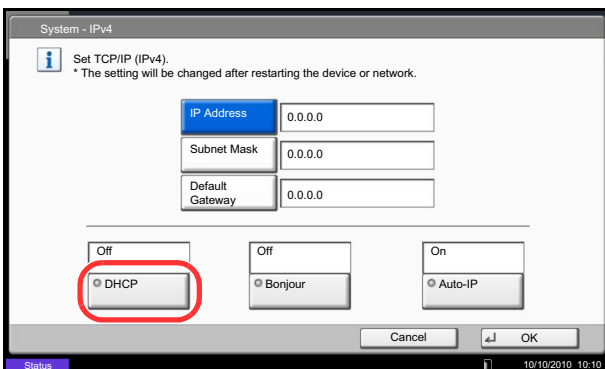 System - IPv4
Set TCP/IP (IPv4).
* The setting will be changed after restarting the device or network.
IP Address
0.0.0.0
Subnet Mask
0.0.0.0
Default
Gateway
0.0.0.0
Off
Off
On
DHCP
Bonjour
Auto-IP
Cancel
OK
Status
10/10/2010 10:10